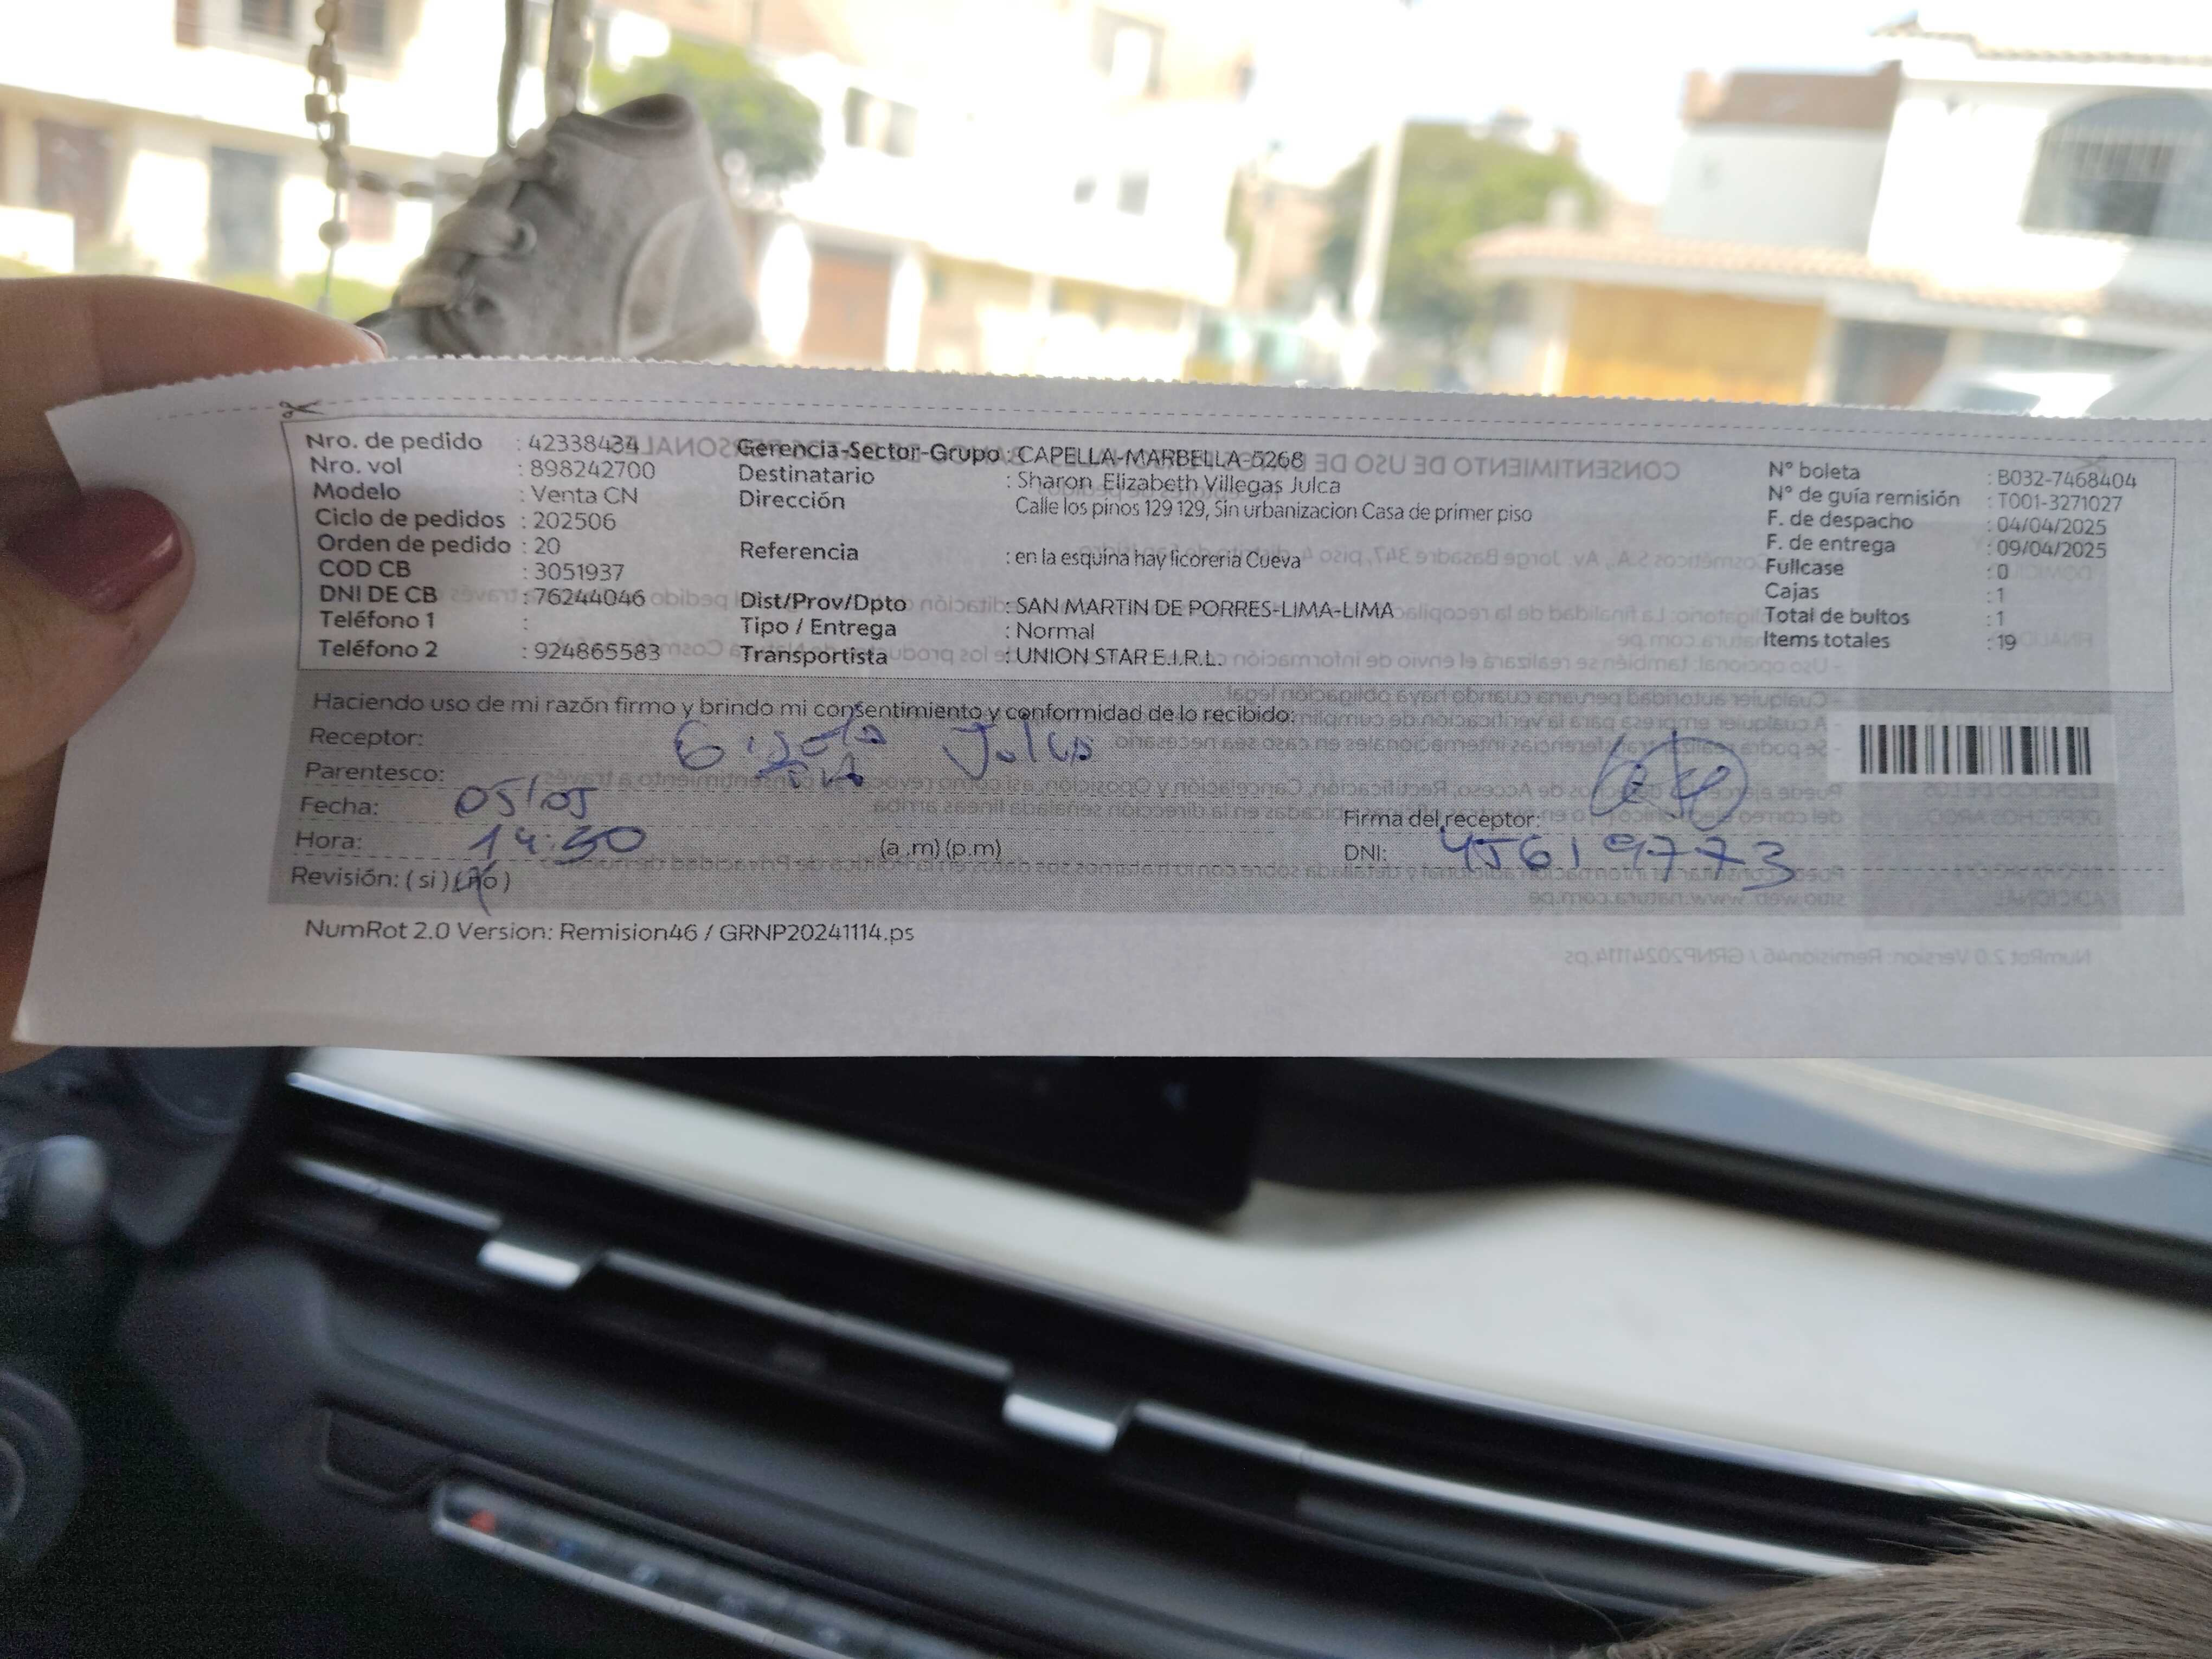 Nro. de pedido : 42338434 Gerencia-Sector-Grupo : CAPELLA-MARBELLA-5268 N° boleta : B032-7468404
Nro. vol : 898242700 Destinatario : Sharon Elizabeth Villegas Julca N° de guía remisión : T001-3271027
Modelo : Venta CN Dirección : Calle los pinos 129 129, Sin urbanizacion Casa de primer piso F. de despacho : 04/04/2025
Ciclo de pedidos : 202506 F. de entrega : 09/04/2025
Orden de pedido : 20 Referencia : en la esquina hay licoreria Cueva Fullcase : 0
COD CB : 3051937 Cajas : 1
DNI DE CB : 76244046 Dist/Prov/Dpto : SAN MARTIN DE PORRES-LIMA-LIMA Total de bultos : 1
Teléfono 1 : Tipo / Entrega : Normal Items totales : 19
Teléfono 2 : 924865583 Transportista : UNION STAR E.I.R.L.
Haciendo uso de mi razón firmo y brindo mi consentimiento y conformidad de lo recibido:
Receptor: Gisela Julca
Parentesco:
Fecha: 05/05
Firma del receptor:
Hora: 14:30 (a .m) (p.m) DNI: 45619773
Revisión: ( si ) (no )
NumRot 2.0 Version: Remision46 / GRNP20241114.ps